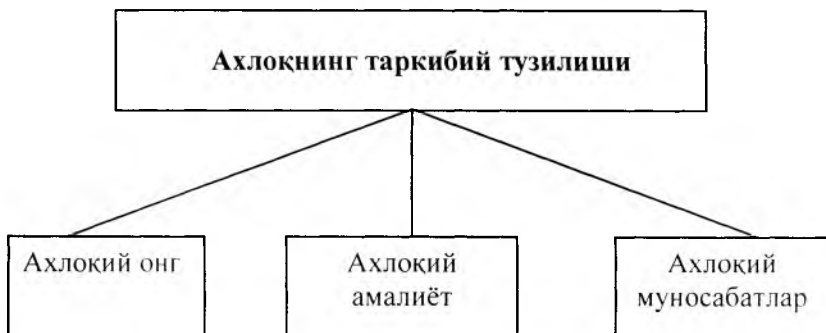 Ахлоқнинг таркибий тузилиши
Ахлоқий онг
Ахлоқий
амалиёт
Ахлоқий
муносабатлар